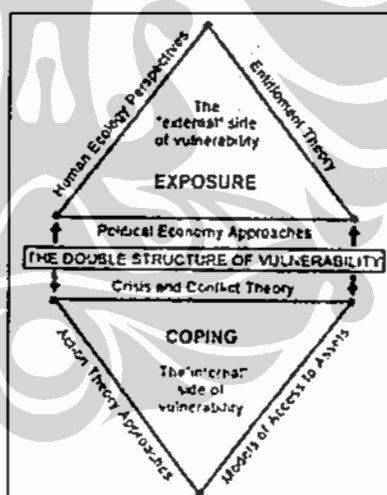 Human Ecology Perspectives
Entitlement Theory
The
"external" side
of vulnerability
EXPOSURE
Political Economy Approaches
THE DOUBLE STRUCTURE OF VULNERABILITY
Crisis and Conflict Theory
COPING
The "internal"
side of
vulnerability
Action Theory Approaches
Models of Access to Assets